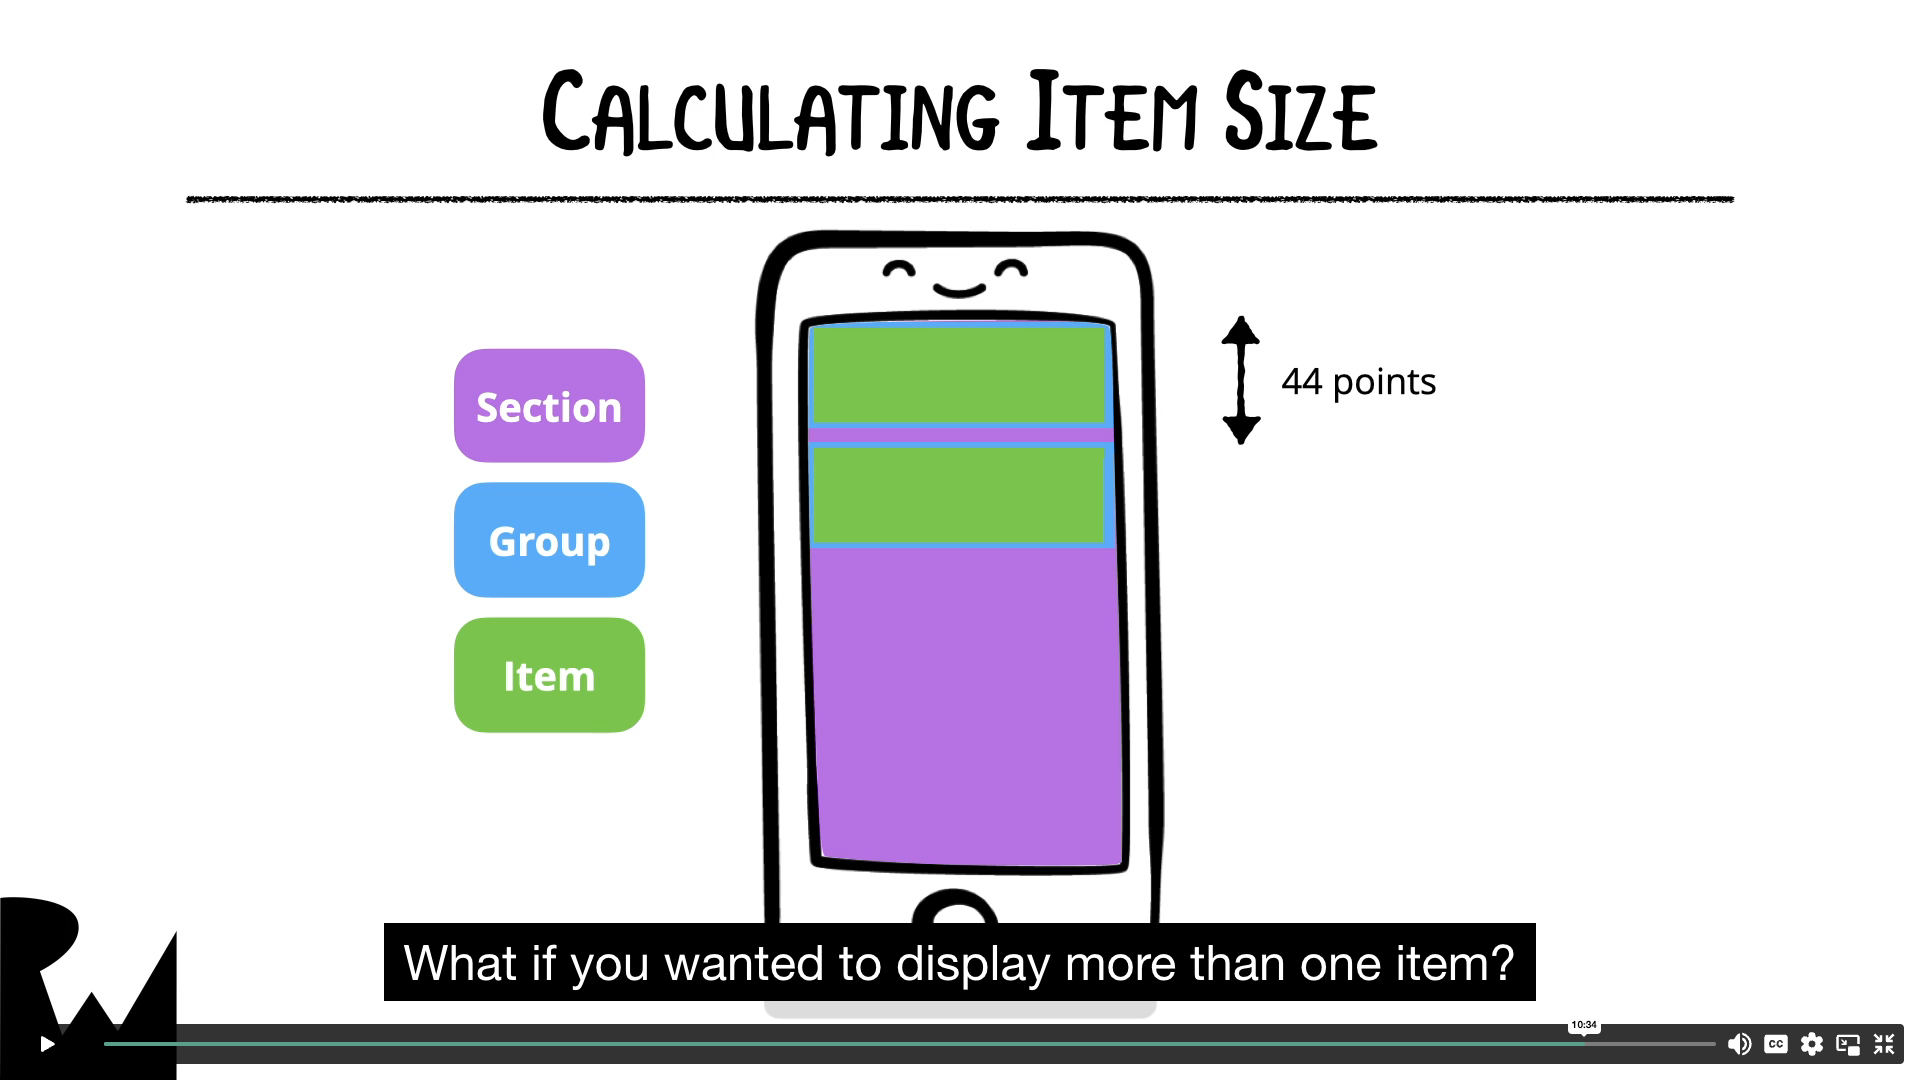 Calculating Item Size
Section
Group
Item
44 points
What if you wanted to display more than one item?
10:34
CC